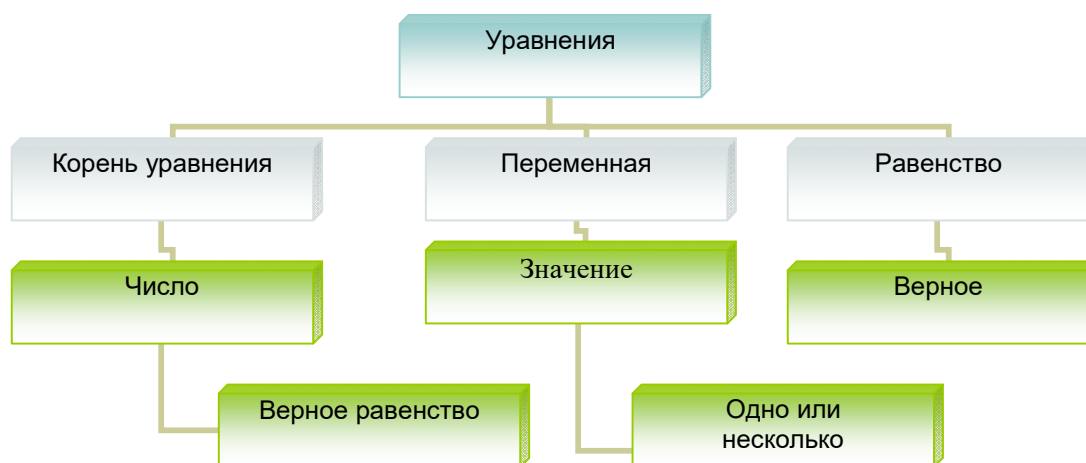 Уравнения
Корень уравнения
Переменная
Равенство
Число
Значение
Верное
Верное равенство
Одно или
несколько